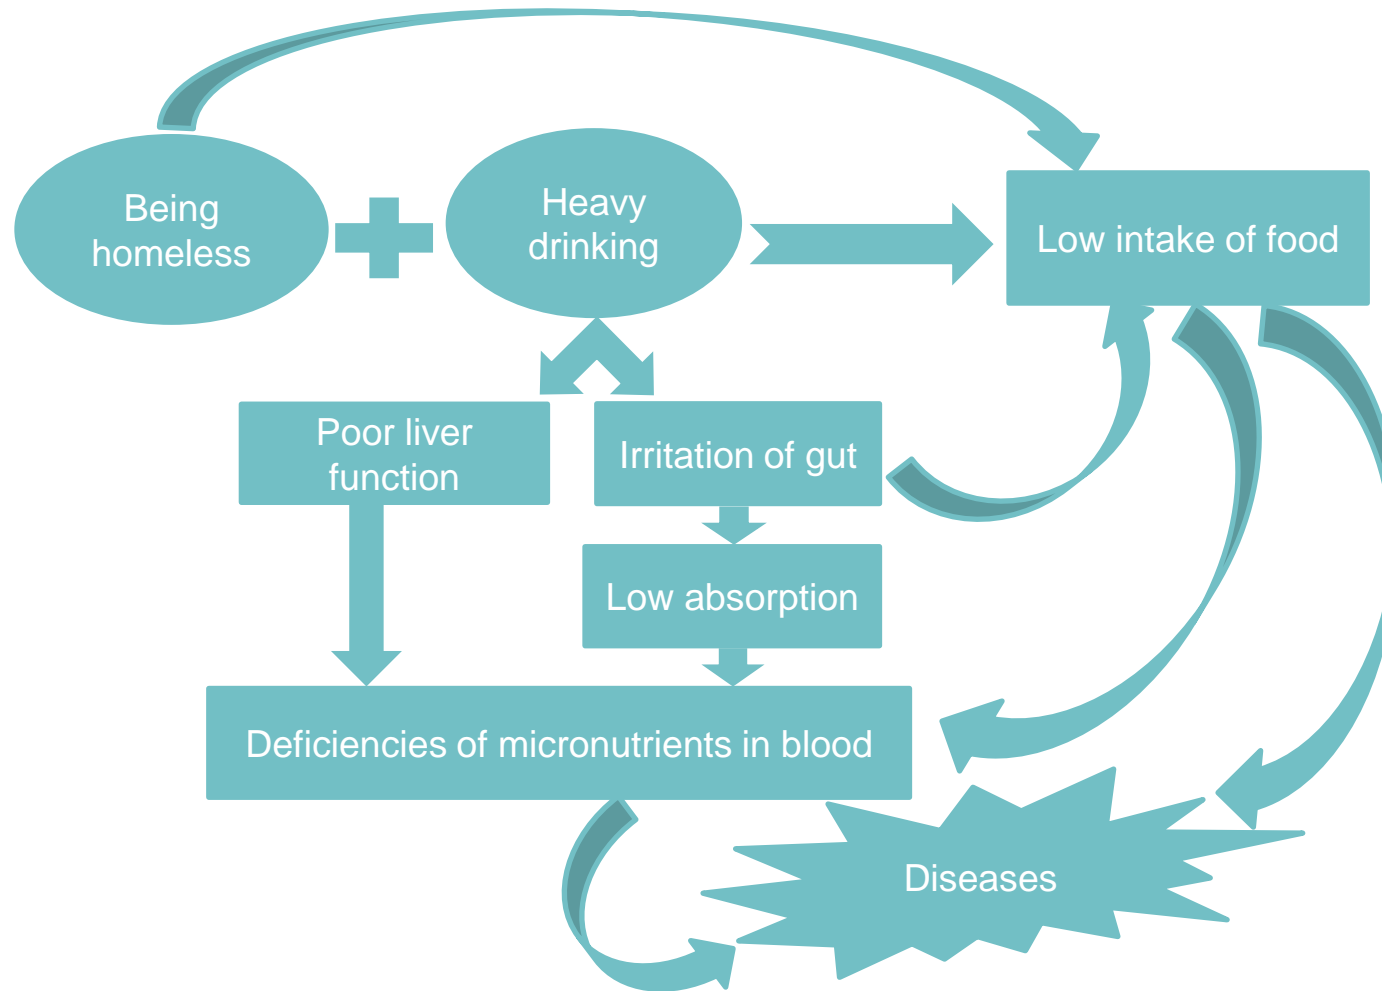 Being
homeless
Heavy
drinking
Low intake of food
Poor liver
function
Irritation of gut
Low absorption
Deficiencies of micronutrients in blood
Diseases